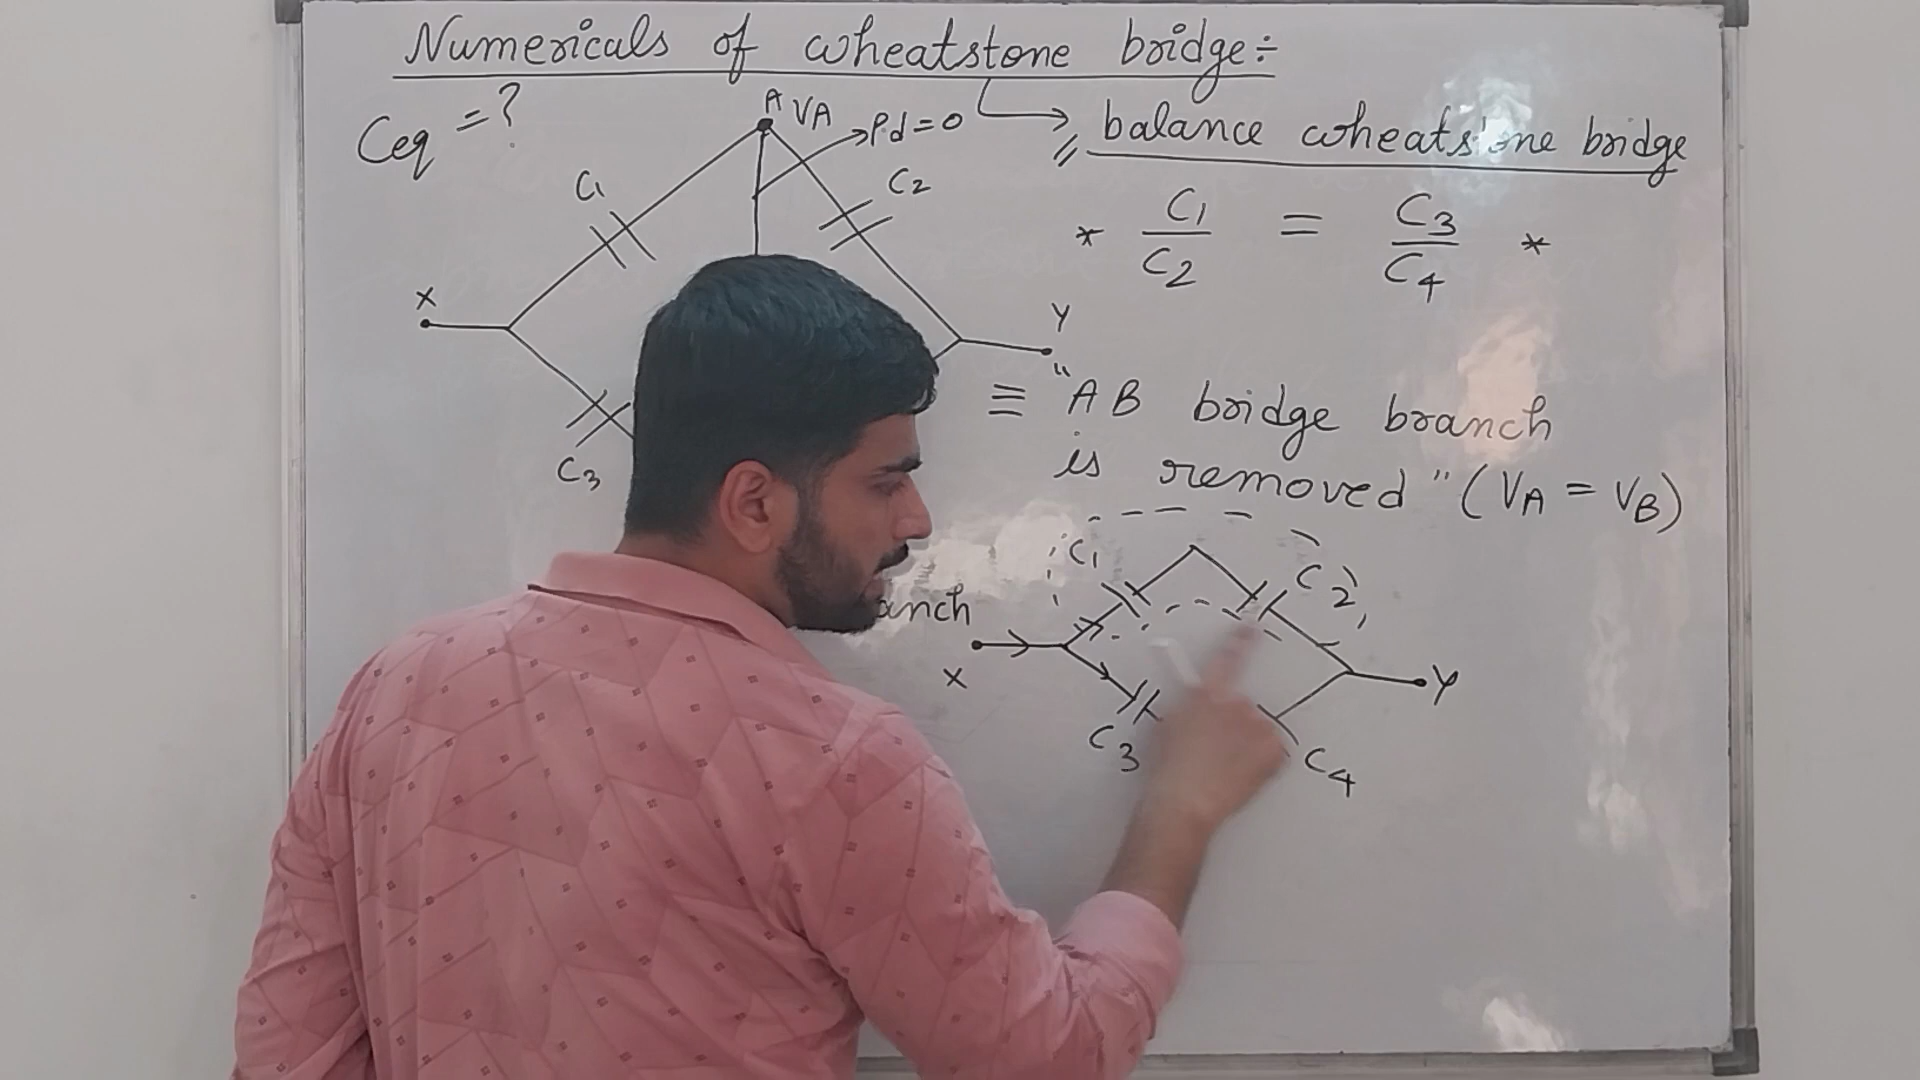 Numericals of wheatstone bridge:-
Ceq = ?
A VA
P.d = 0
balance wheatstone bridge
C1
C2
* C1/C2 = C3/C4 *
X
Y
C3
≡ "AB bridge branch
is removed" (VA = VB)
C1
C2
X
Y
C3
C4